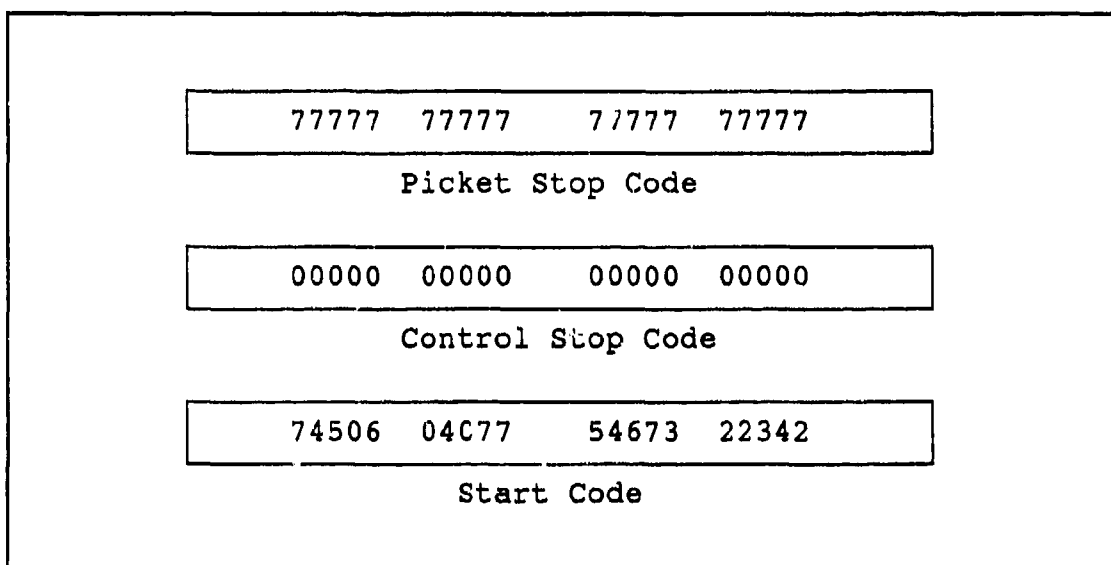 77777 77777 77777 77777
Picket Stop Code
00000 00000 00000 00000
Control Stop Code
74506 04077 54673 22342
Start Code